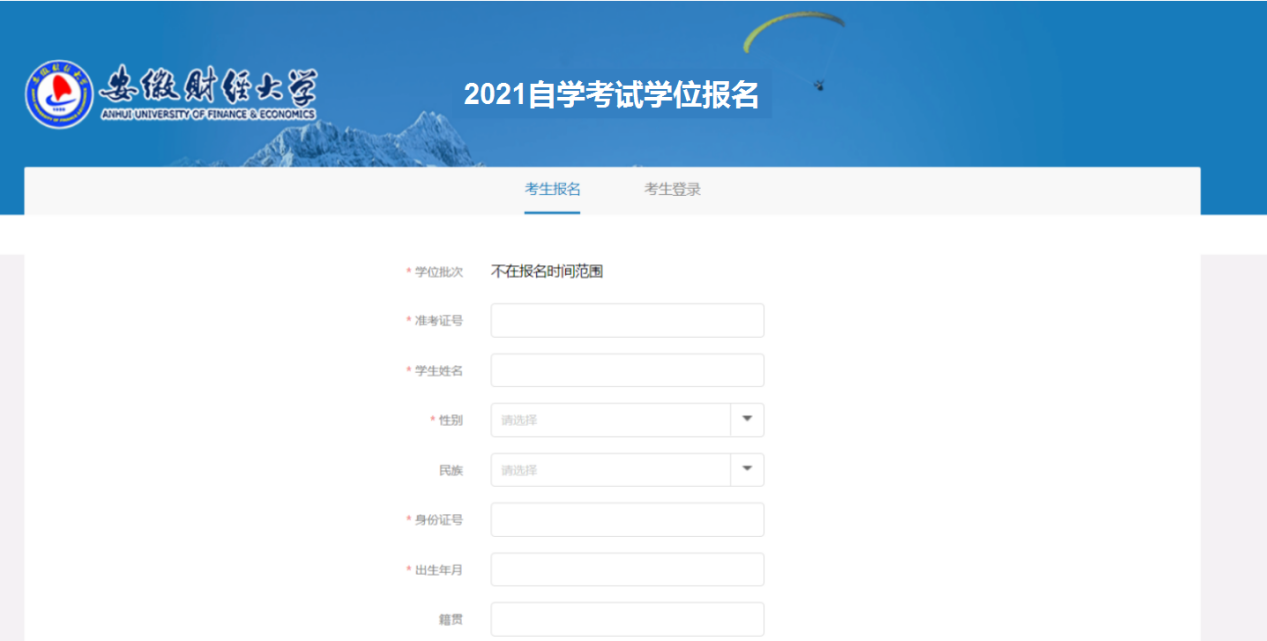 安徽财经大学
ANHUI UNIVERSITY OF FINANCE & ECONOMICS
2021自学考试学位报名
考生报名 考生登录
* 学位批次 不在报名时间范围
* 准考证号
* 学生姓名
* 性别 请选择
民族 请选择
* 身份证号
* 出生年月
籍贯